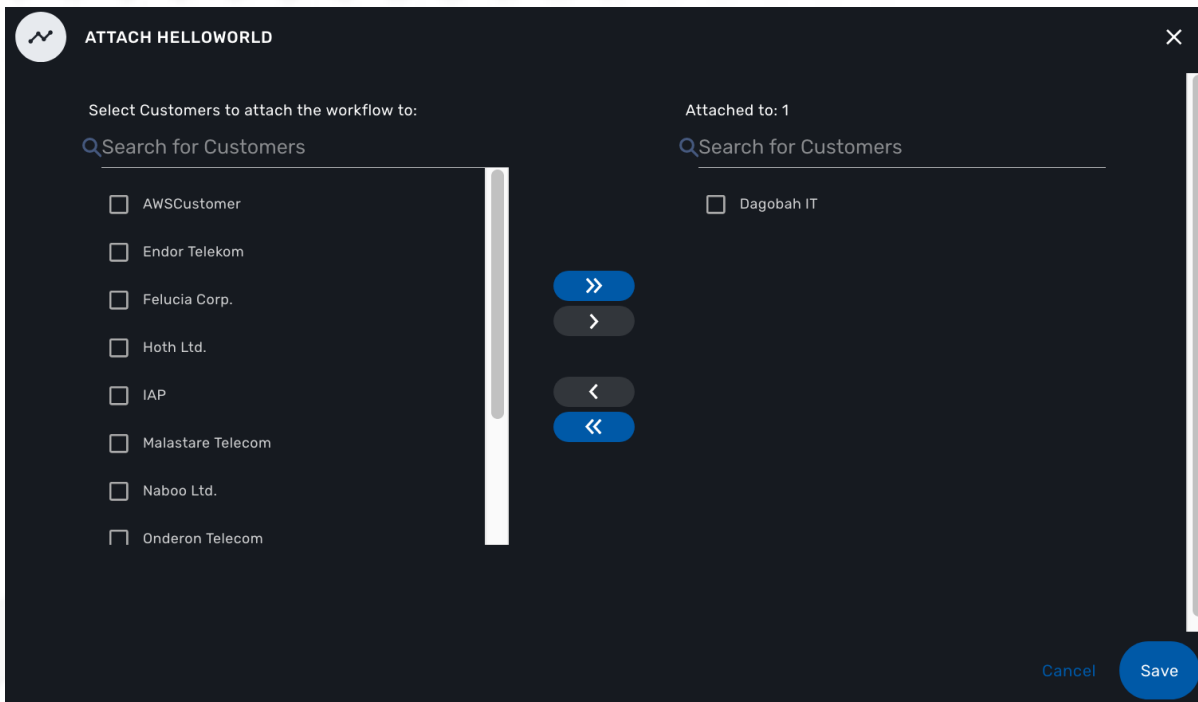 ATTACH HELLOWORLD
Select Customers to attach the workflow to:
Search for Customers
AWSCustomer
Endor Telekom
Felucia Corp.
Hoth Ltd.
IAP
Malastare Telecom
Naboo Ltd.
Onderon Telecom
Attached to: 1
Search for Customers
Dagobah IT
Cancel
Save